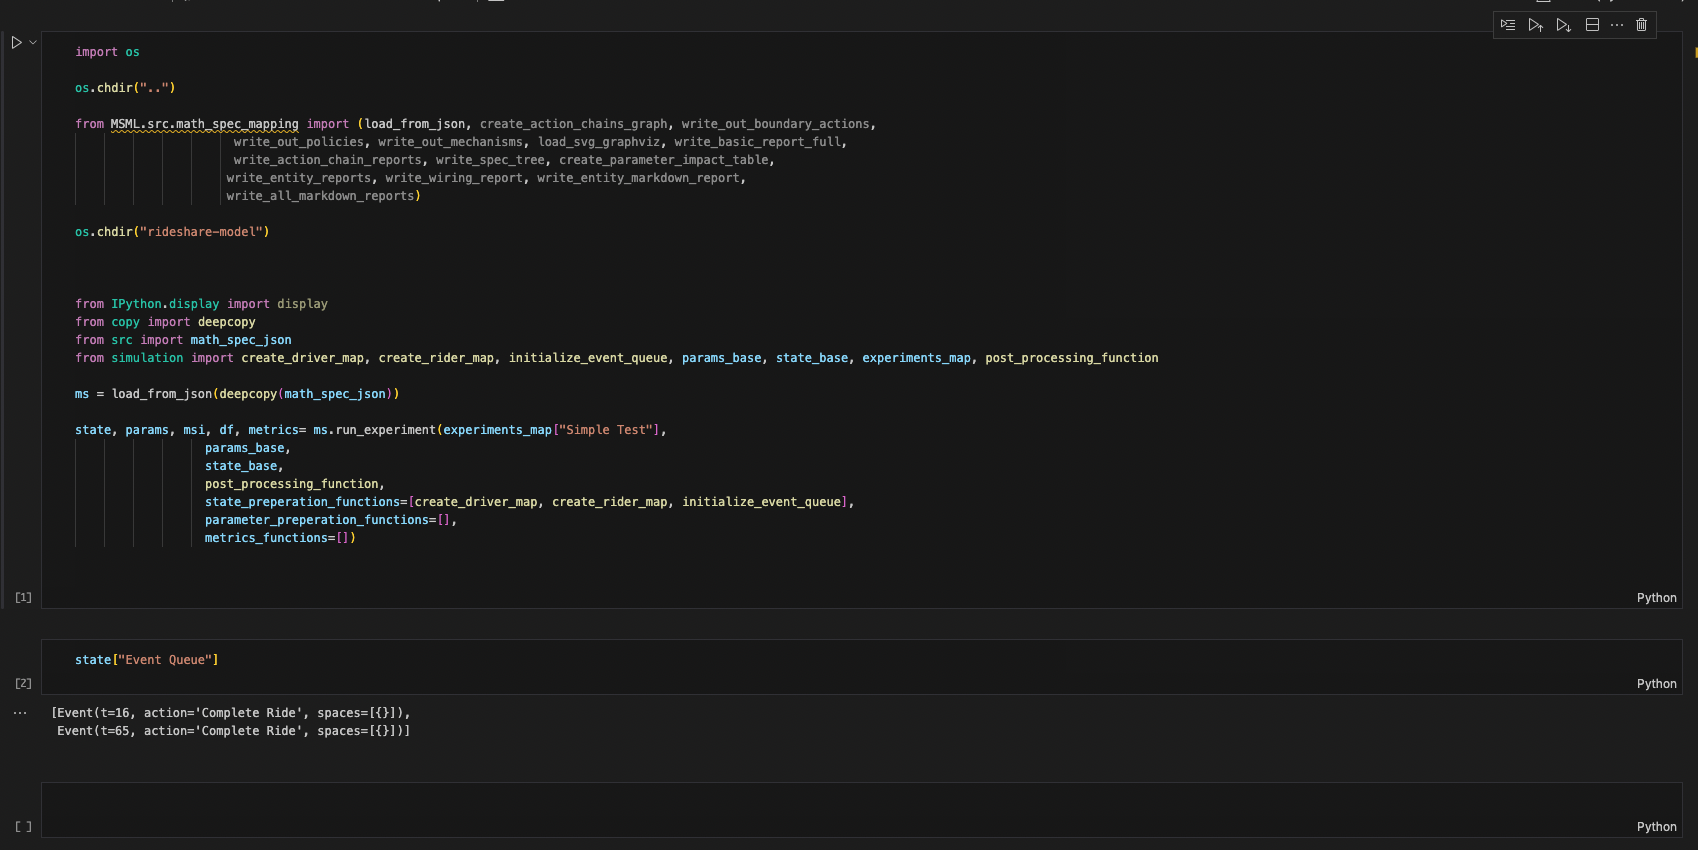 import os
os.chdir("..")
from MSML.src.math_spec_mapping import (load_from_json, create_action_chains_graph, write_out_boundary_actions,
write_out_policies, write_out_mechanisms, load_svg_graphviz, write_basic_report_full,
write_action_chain_reports, write_spec_tree, create_parameter_impact_table,
write_entity_reports, write_wiring_report, write_entity_markdown_report,
write_all_markdown_reports)
os.chdir("rideshare-model")
from IPython.display import display
from copy import deepcopy
from src import math_spec_json
from simulation import create_driver_map, create_rider_map, initialize_event_queue, params_base, state_base, experiments_map, post_processing_function
ms = load_from_json(deepcopy(math_spec_json))
state, params, msi, df, metrics= ms.run_experiment(experiments_map["Simple Test"],
params_base,
state_base,
post_processing_function,
state_preperation_functions=[create_driver_map, create_rider_map, initialize_event_queue],
parameter_preperation_functions=[],
metrics_functions=[])
[1]
Python
state["Event Queue"]
[2]
Python
... [Event(t=16, action='Complete Ride', spaces=[{}]),
Event(t=65, action='Complete Ride', spaces=[{}])]
[ ]
Python